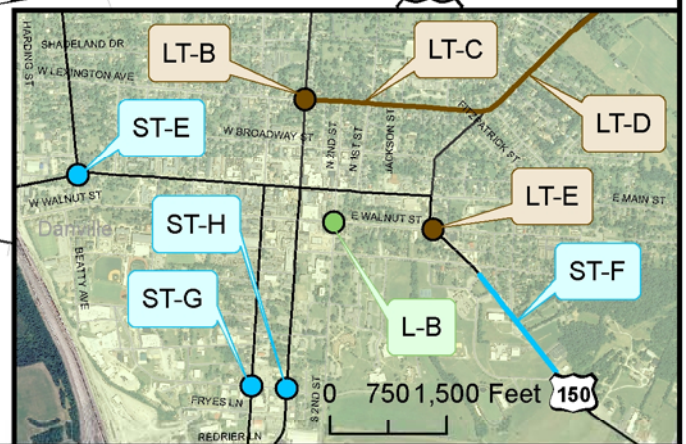 HARDING ST
SHADELAND DR
W LEXINGTON AVE
LT-B
LT-C
LT-D
ST-E
W BROADWAY ST
N 2ND ST
N 1ST ST
JACKSON ST
FITZPATRICK ST
W WALNUT ST
Danville
ST-H
E WALNUT ST
LT-E
E MAIN ST
BEATTY AVE
ST-G
L-B
ST-F
FRYES LN
S 2ND ST
0 750 1,500 Feet
150
REDRIER LN